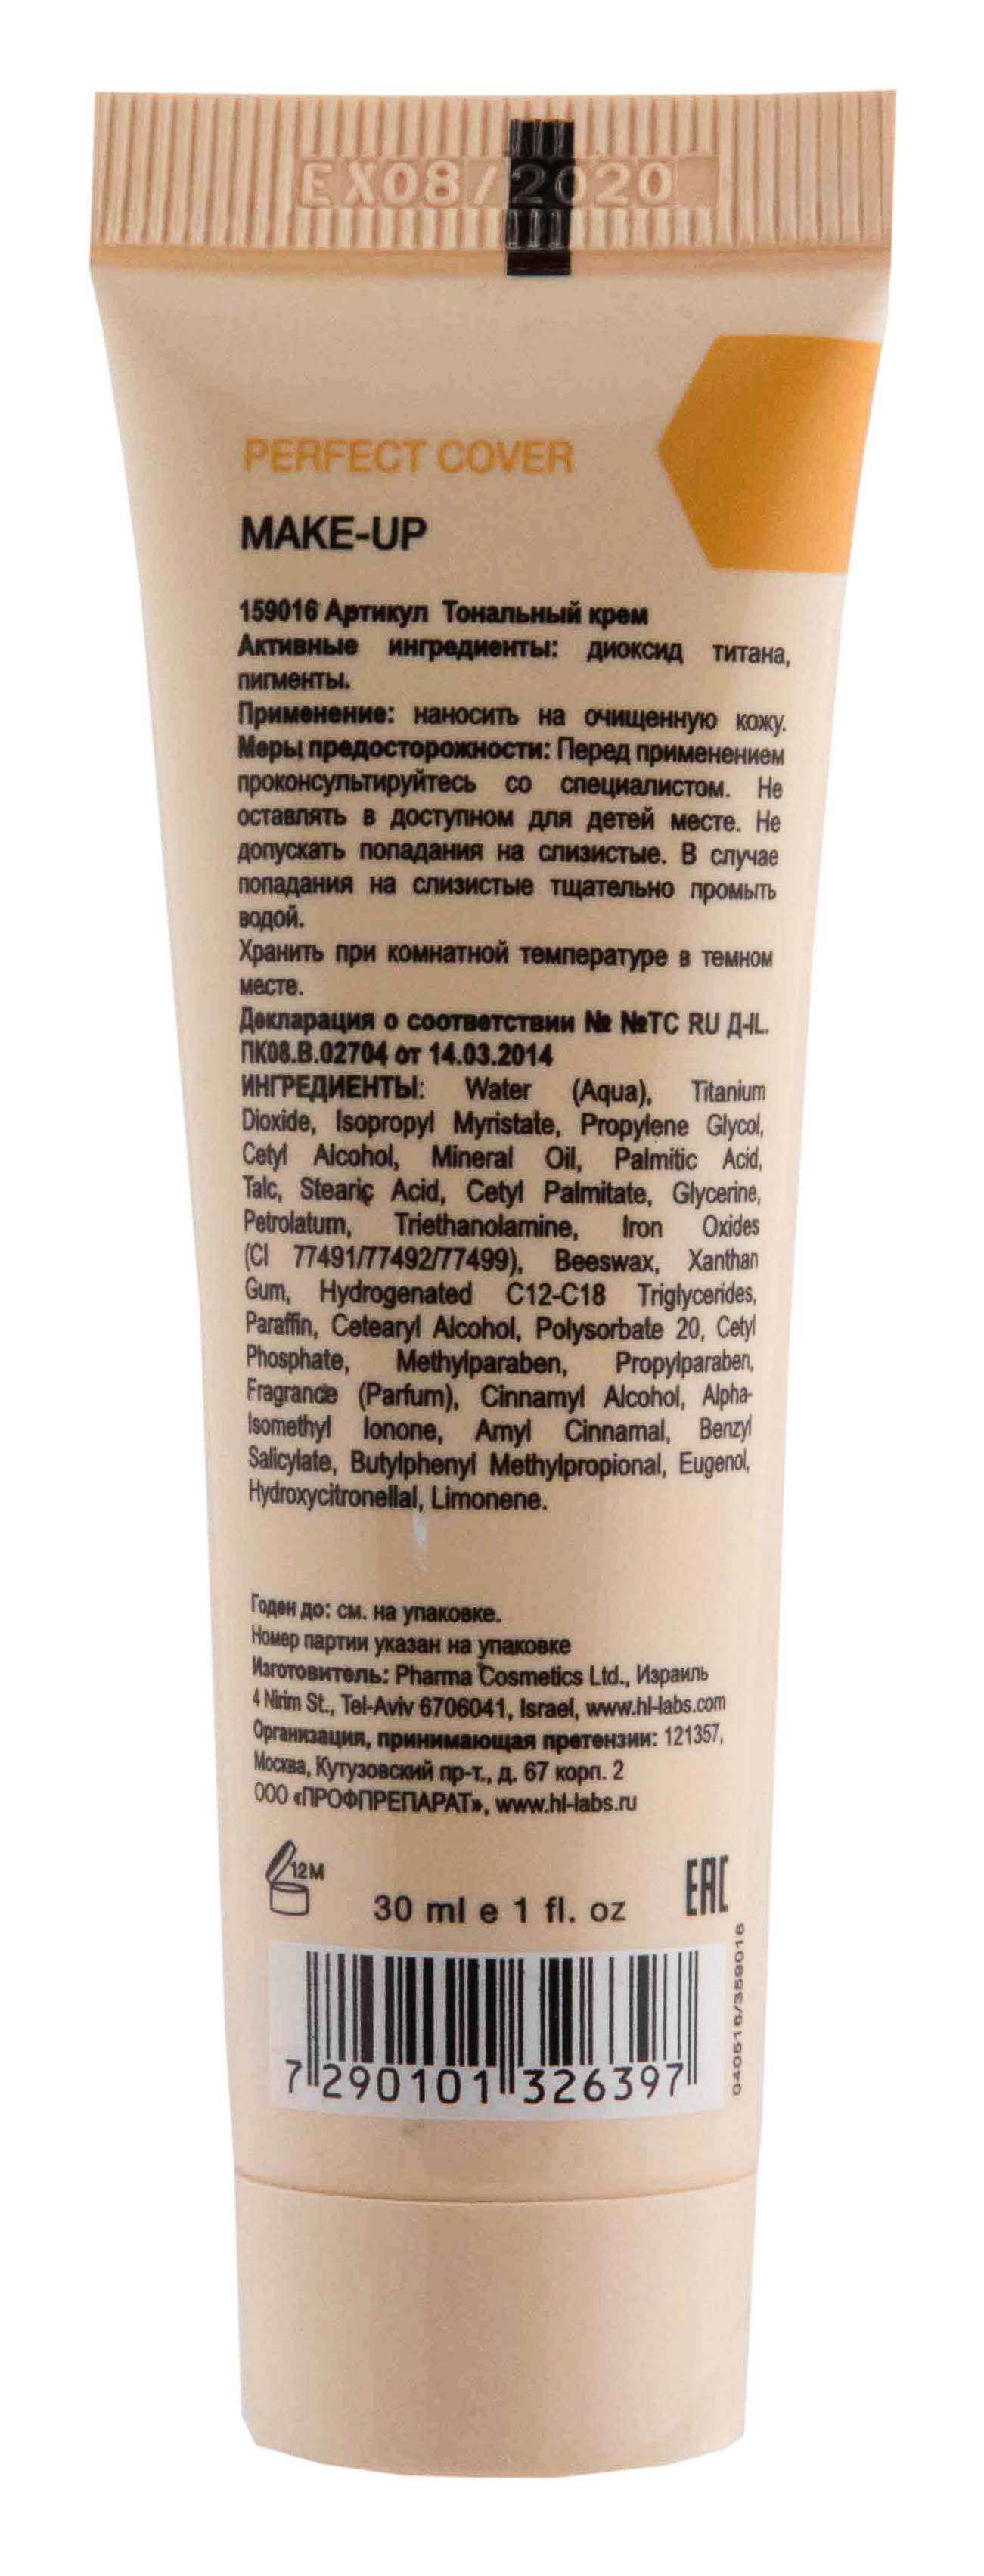 EX08/2020
PERFECT COVER
MAKE-UP
159016 Артикул Тональный крем
Активные ингредиенты: диоксид титана,
пигменты.
Применение: наносить на очищенную кожу.
Меры предосторожности: Перед применением
проконсультируйтесь со специалистом. Не
оставлять в доступном для детей месте. Не
допускать попадания на слизистые. В случае
попадания на слизистые тщательно промыть
водой.
Хранить при комнатной температуре в темном
месте.
Декларация о соответствии № №ТС RU Д-IL.
ПК08.В.02704 от 14.03.2014
ИНГРЕДИЕНТЫ: Water (Aqua), Titanium
Dioxide, Isopropyl Myristate, Propylene Glycol,
Cetyl Alcohol, Mineral Oil, Palmitic Acid,
Talc, Stearic Acid, Cetyl Palmitate, Glycerine,
Petrolatum, Triethanolamine, Iron Oxides
(CI 77491/77492/77499), Beeswax, Xanthan
Gum, Hydrogenated C12-C18 Triglycerides,
Paraffin, Cetearyl Alcohol, Polysorbate 20, Cetyl
Phosphate, Methylparaben, Propylparaben,
Fragrance (Parfum), Cinnamyl Alcohol, Alpha-
Isomethyl Ionone, Amyl Cinnamal, Benzyl
Salicylate, Butylphenyl Methylpropional, Eugenol,
Hydroxycitronellal, Limonene.
Годен до: см. на упаковке.
Номер партии указан на упаковке
Изготовитель: Pharma Cosmetics Ltd., Израиль
4 Nirim St., Tel-Aviv 6706041, Israel, www.hl-labs.com
Организация, принимающая претензии: 121357,
Москва, Кутузовский пр-т., д. 67 корп. 2
ООО «ПРОФПРЕПАРАТ», www.hl-labs.ru
12M
30 ml e 1 fl. oz
EAC
040516/359016
7 290101 326397